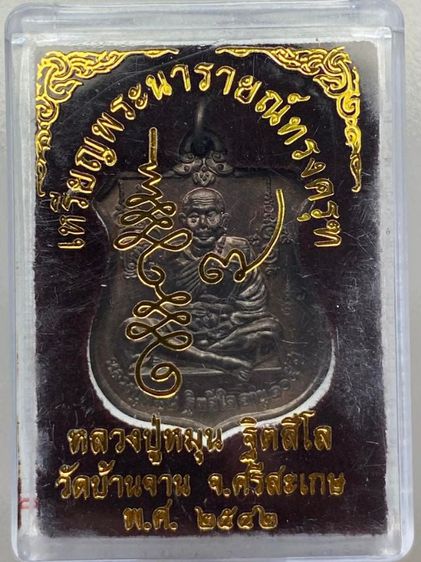 เหรียญพระนารายณ์ทรงครุฑ
หลวงปู่หมุน ฐิตสีโล
วัดบ้านจาน จ.ศรีสะเกษ
พ.ศ. ๒๕๔๒